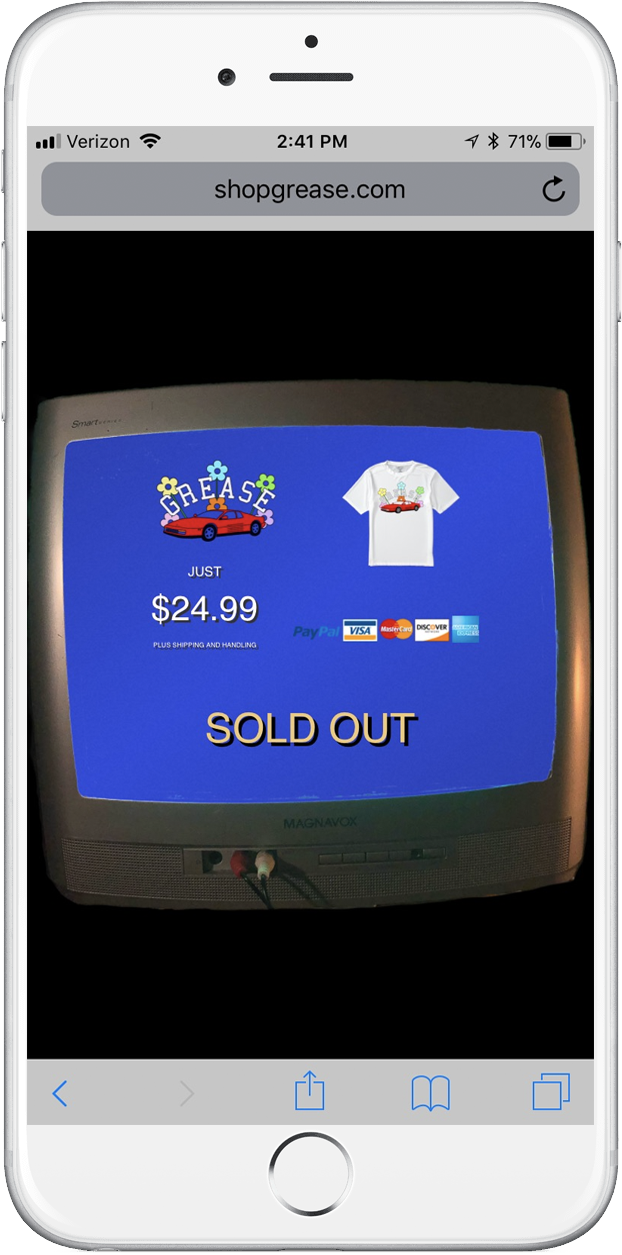 Verizon 2:41 PM 71%
shopgrease.com
Smart
GREASE
JUST
$24.99
PLUS SHIPPING AND HANDLING
PayPal VISA MasterCard DISCOVER AMERICAN EXPRESS
SOLD OUT
MAGNAVOX